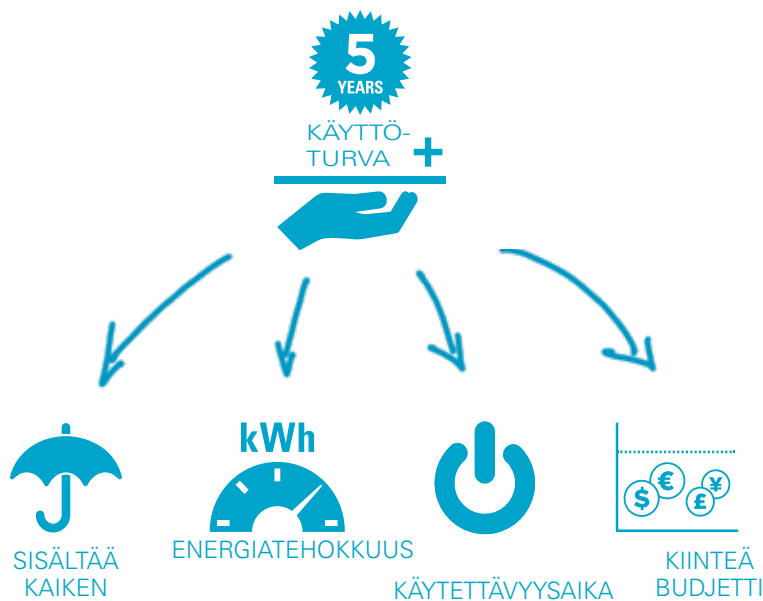 5
YEARS
KÄYTTÖ-
TURVA +
kWh
ENERGIATEHOKKUUS
SISÄLTÄÄ
KAIKEN
KÄYTETTÄVYYSAIKA
$ € £ ¥
KIINTEÄ
BUDJETTI